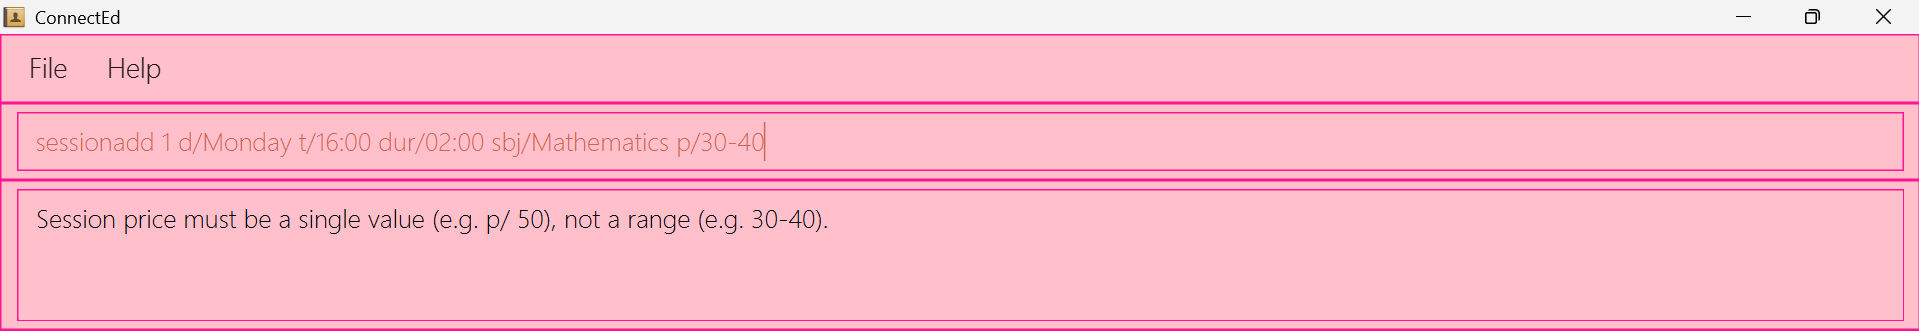 ConnectEd
File Help
sessionadd 1 d/Monday t/16:00 dur/02:00 sbj/Mathematics p/30-40
Session price must be a single value (e.g. p/ 50), not a range (e.g. 30-40).